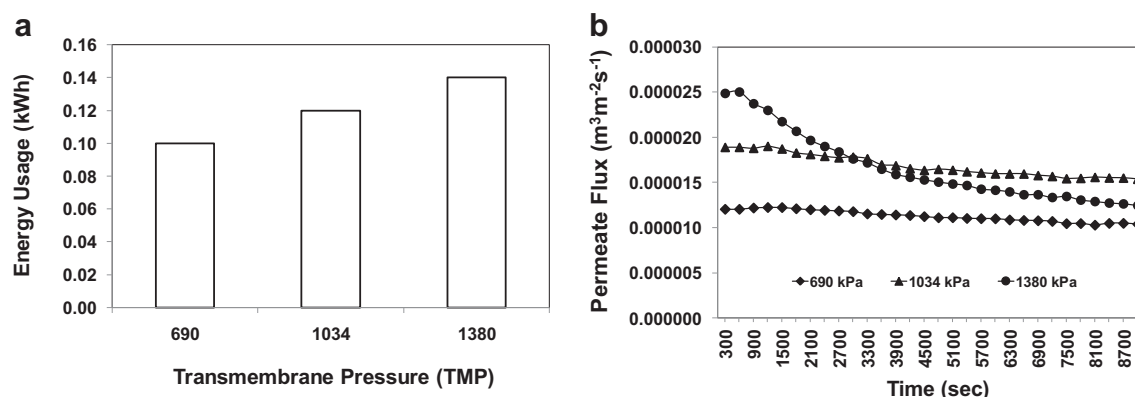 a
0.16
0.14
0.12
0.10
0.08
0.06
0.04
0.02
0.00
Energy Usage (kWh)
690 1034 1380
Transmembrane Pressure (TMP)
b
0.000030
0.000025
0.000020
0.000015
0.000010
0.000005
0.000000
Permeate Flux (m³m⁻²s⁻¹)
690 kPa 1034 kPa 1380 kPa
300 900 1500 2100 2700 3300 3900 4500 5100 5700 6300 6900 7500 8100 8700
Time (sec)